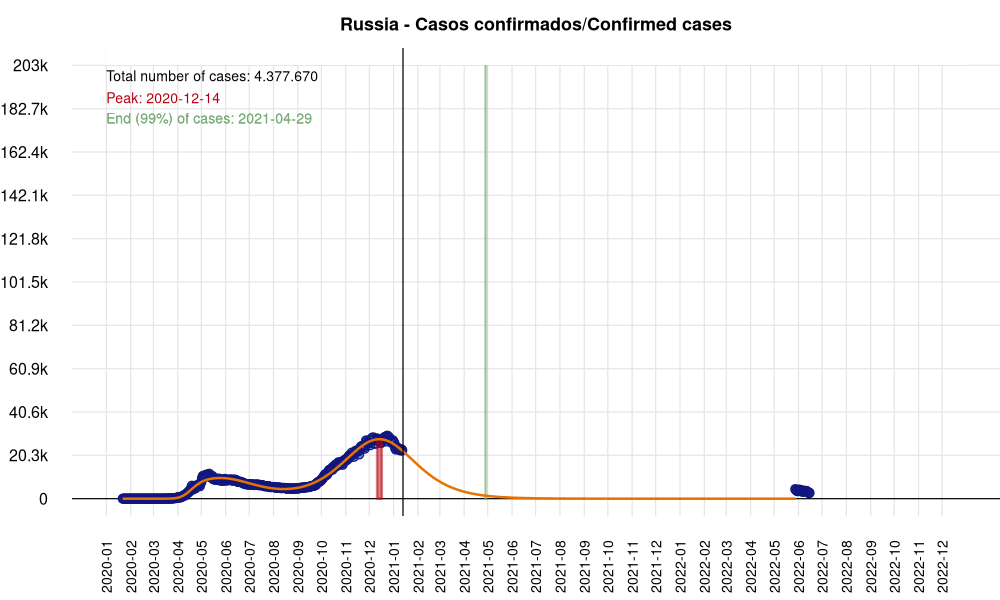 Russia - Casos confirmados/Confirmed cases
203k
Total number of cases: 4.377.670
Peak: 2020-12-14
182.7k
End (99%) of cases: 2021-04-29
162.4k
142.1k
121.8k
101.5k
81.2k
60.9k
40.6k
20.3k
0
2020-01
2020-02
2020-03
2020-04
2020-05
2020-06
2020-07
2020-08
2020-09
2020-10
2020-11
2020-12
2021-01
2021-03
2021-04
2021-05
2021-06
2021-07
2021-08
2021-09
2021-10
2021-11
2021-12
2022-01
2022-02
2022-03
2022-04
2022-05
2022-06
2022-07
2022-08
2022-09
2022-10
2022-11
2022-12